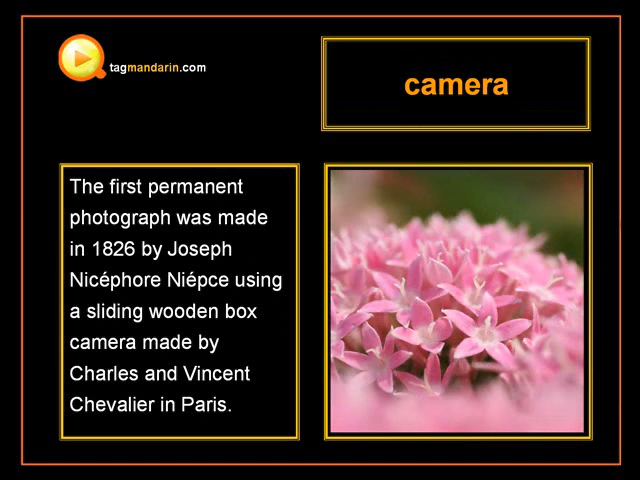 tagmandarin.com
camera
The first permanent
photograph was made
in 1826 by Joseph
Nicéphore Niépce using
a sliding wooden box
camera made by
Charles and Vincent
Chevalier in Paris.